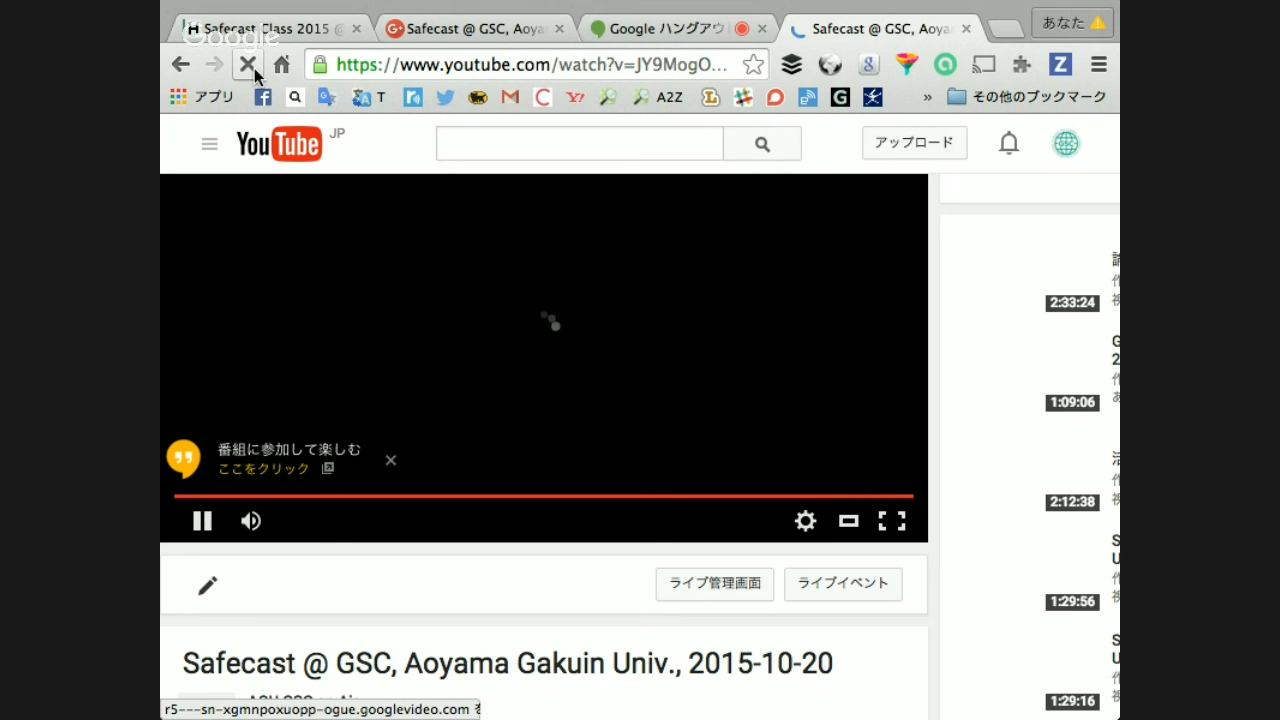 Safecast Class 2015 @
Safecast @ GSC, Aoya
Google ハングアウ
Safecast @ GSC, Aoya
あなた
Google
https://www.youtube.com/watch?v=JY9MogO...
アプリ
T
A2Z
その他のブックマーク
YouTube JP
アップロード
2:33:24
1:09:06
2:12:38
1:29:56
1:29:16
番組に参加して楽しむ
ここをクリック
ライブ管理画面
ライブイベント
Safecast @ GSC, Aoyama Gakuin Univ., 2015-10-20
r5---sn-xgmnpoxuopp-ogue.googlevideo.com